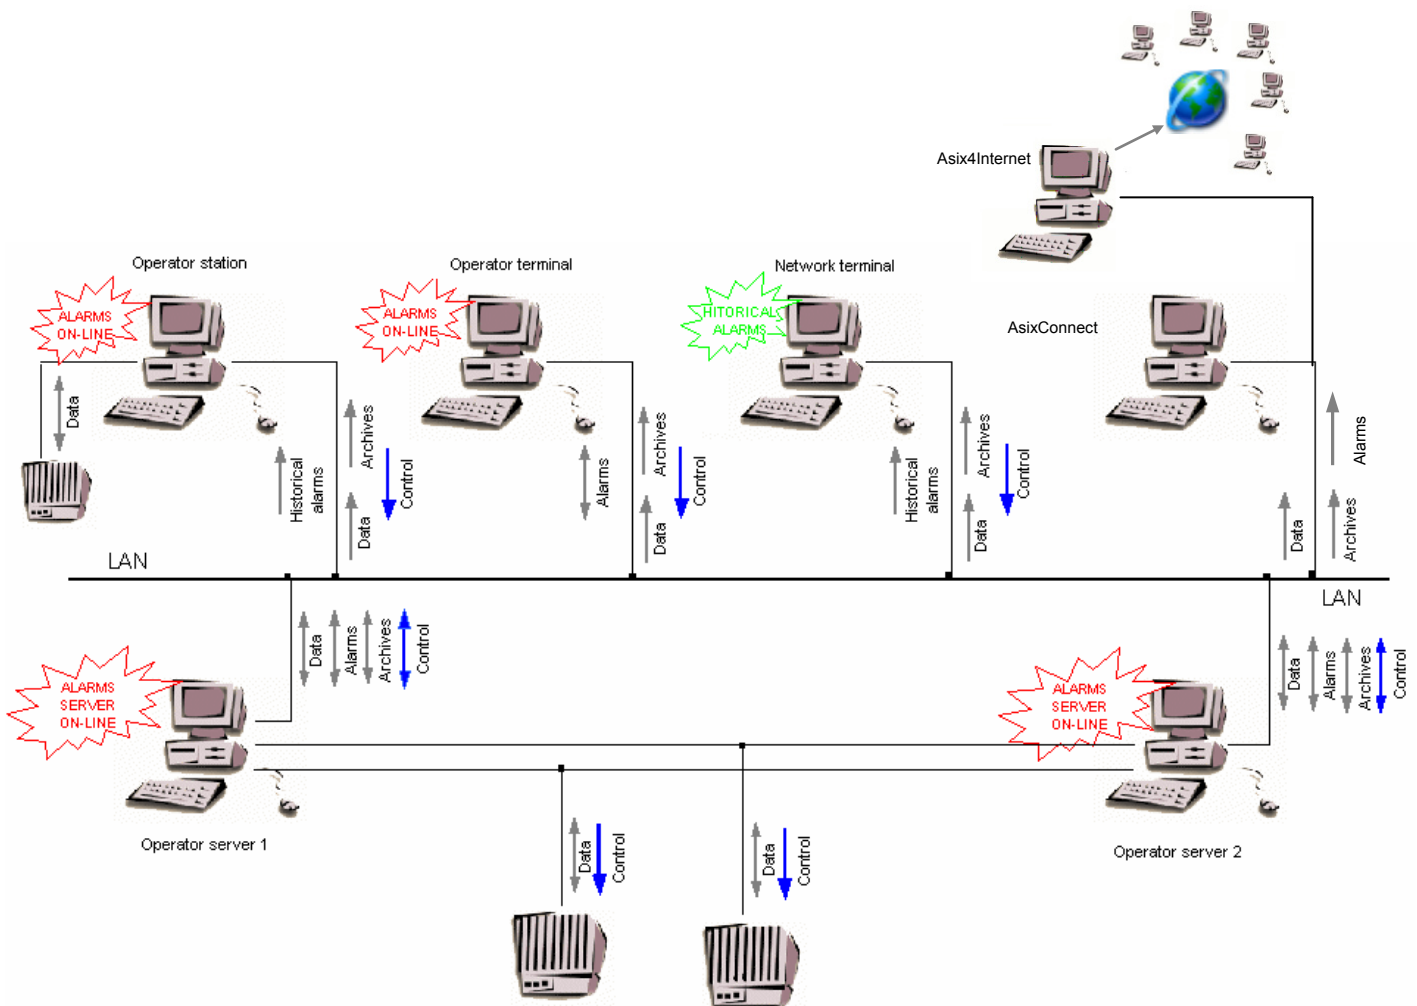 Asix4Internet
Operator station
Operator terminal
Network terminal
ALARMS
ON-LINE
ALARMS
ON-LINE
HITORICAL
ALARMS
AsixConnect
Data
Historical
alarms
Archives
Data
Control
Alarms
Archives
Data
Control
Historical
alarms
Archives
Data
Control
Data
Alarms
Archives
LAN
LAN
Data
Alarms
Archives
Control
Data
Alarms
Archives
Control
ALARMS
SERVER
ON-LINE
ALARMS
SERVER
ON-LINE
Operator server 1
Operator server 2
Data
Control
Data
Control